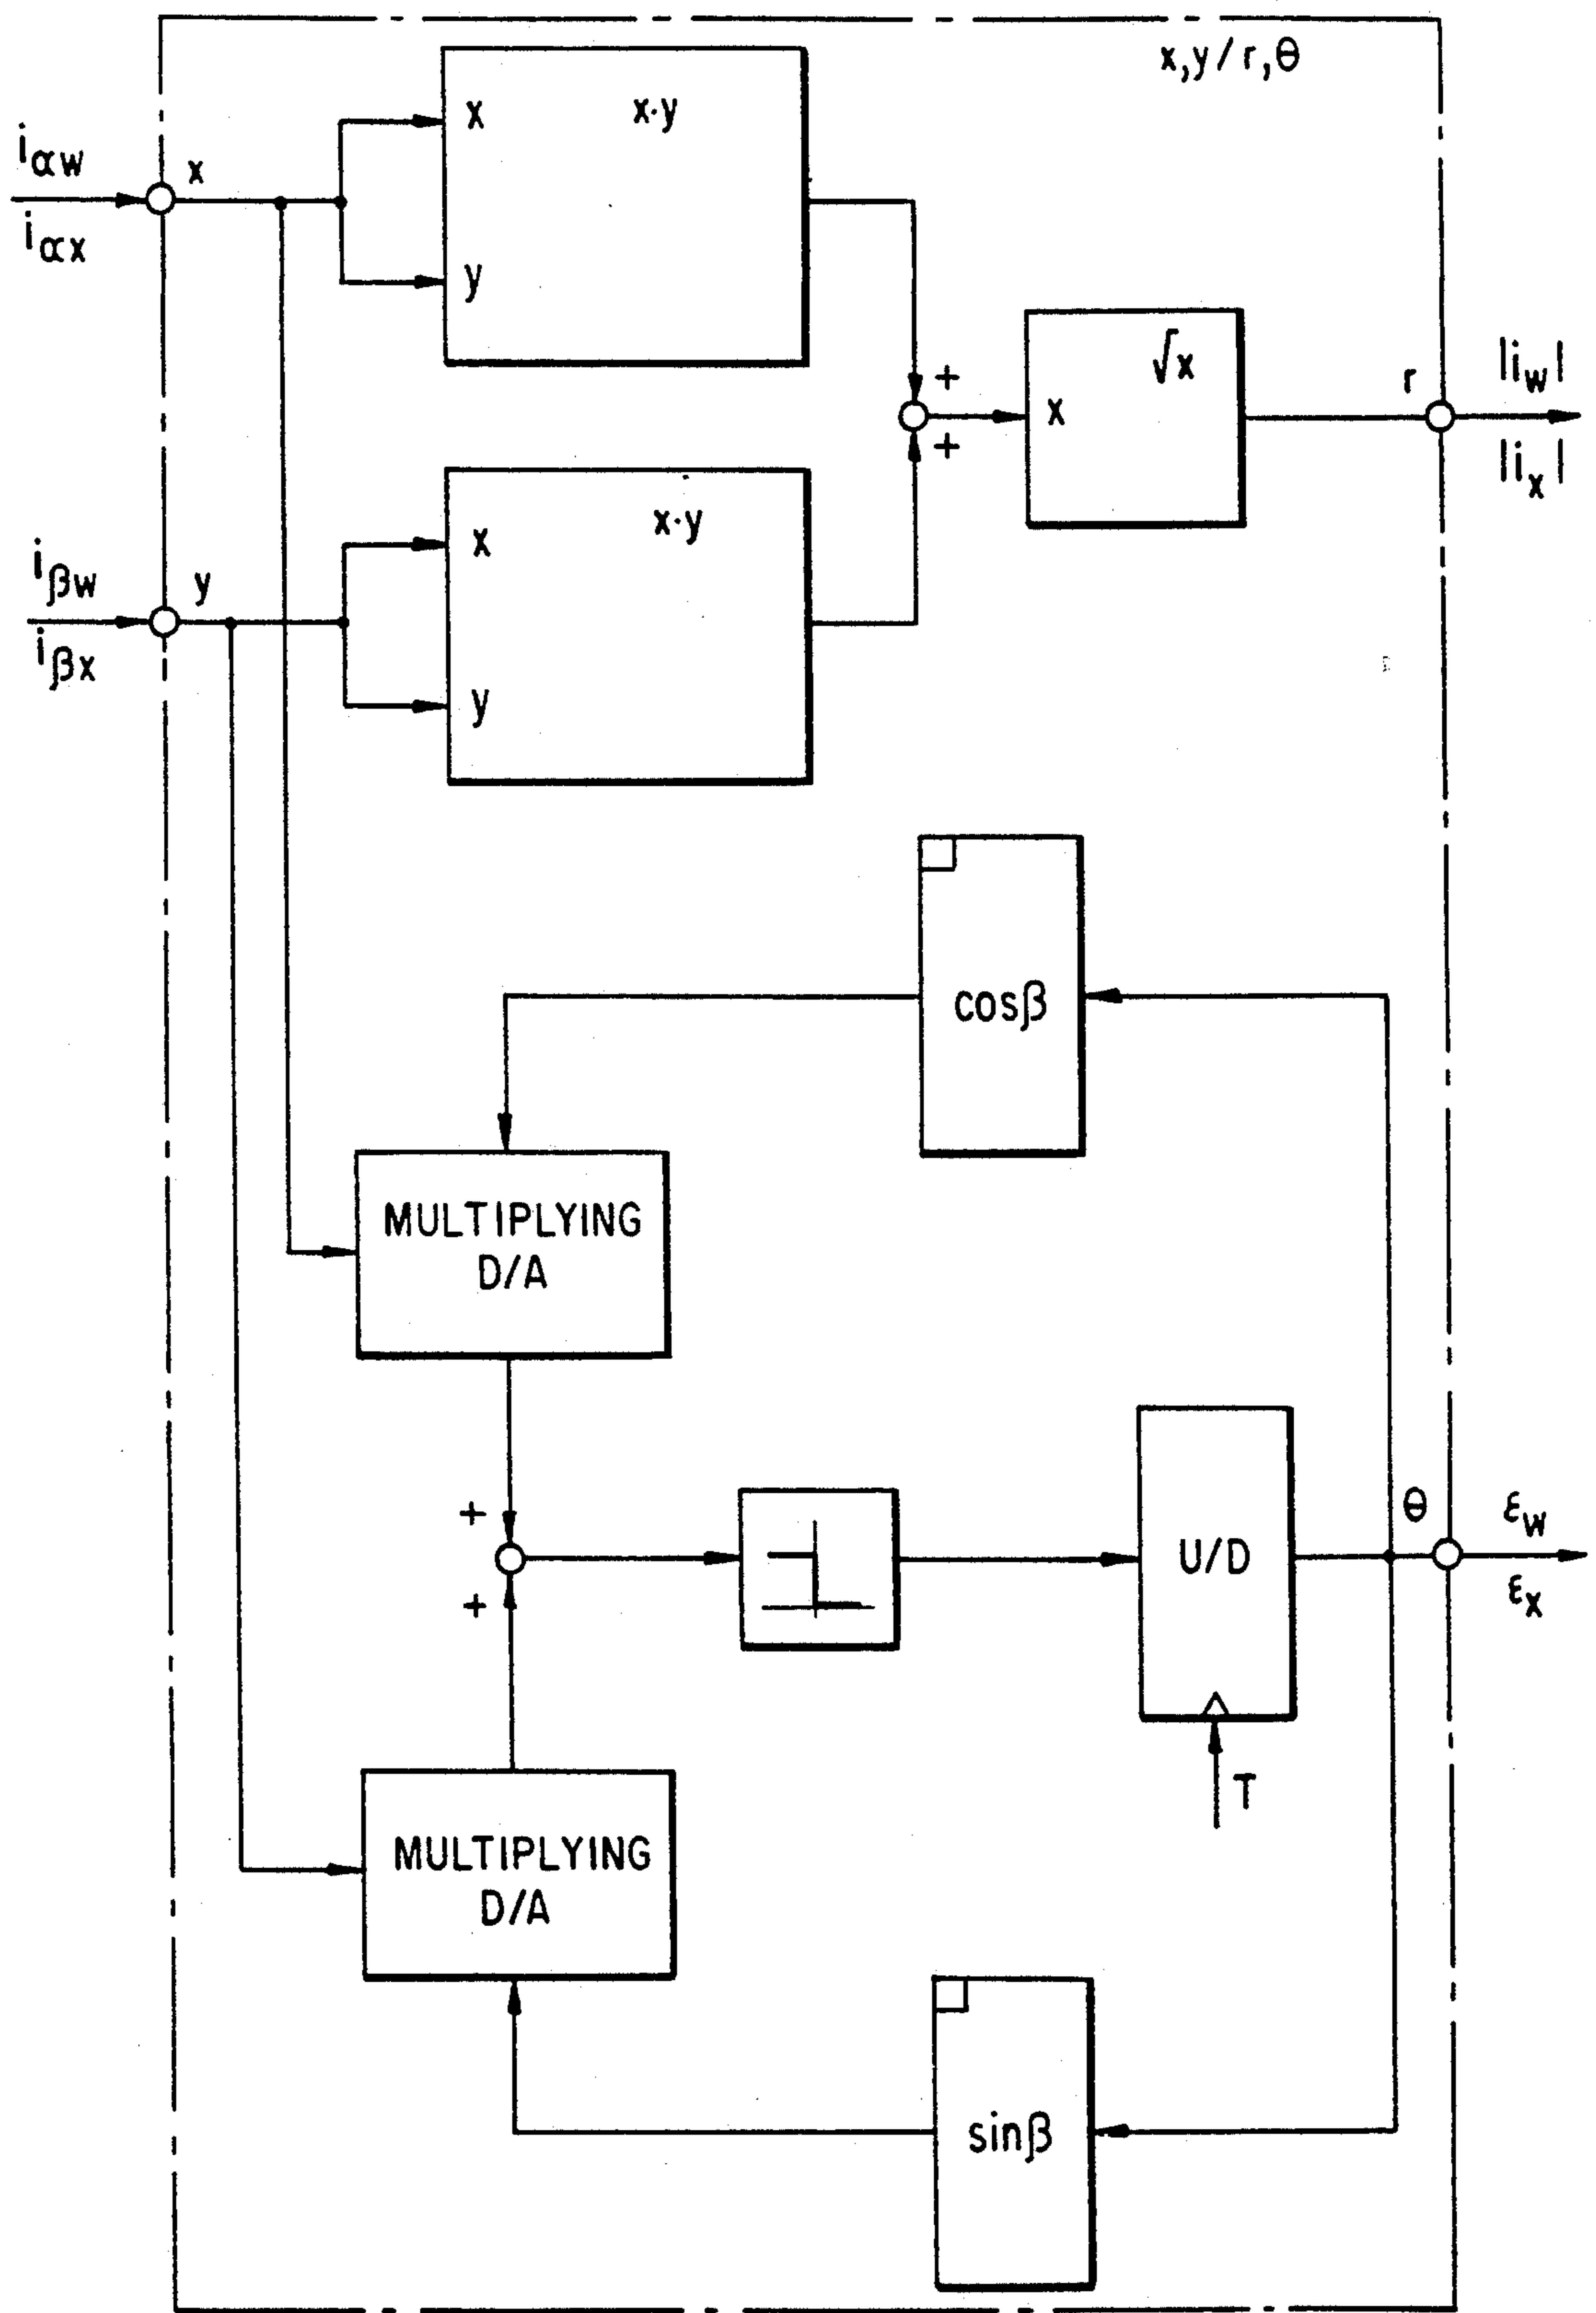 x,y/r,θ
x x·y
y
i_αw
i_αx
x
√x
x
+
+
r
|i_w|
|i_x|
x x·y
y
i_βw
i_βx
y
cosβ
MULTIPLYING
D/A
+
+
U/D
T
θ
ε_w
ε_x
MULTIPLYING
D/A
sinβ